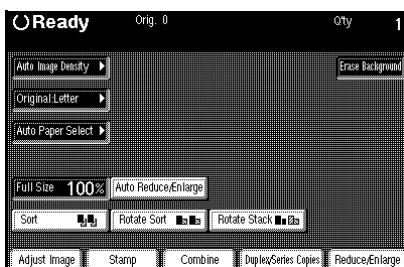 Ready Orig. 0 Q'ty 1
Auto Image Density Erase Background
Original:Letter
Auto Paper Select
Full Size 100% Auto Reduce/Enlarge
Sort Rotate Sort Rotate Stack
Adjust Image Stamp Combine Duplex/Series Copies Reduce/Enlarge